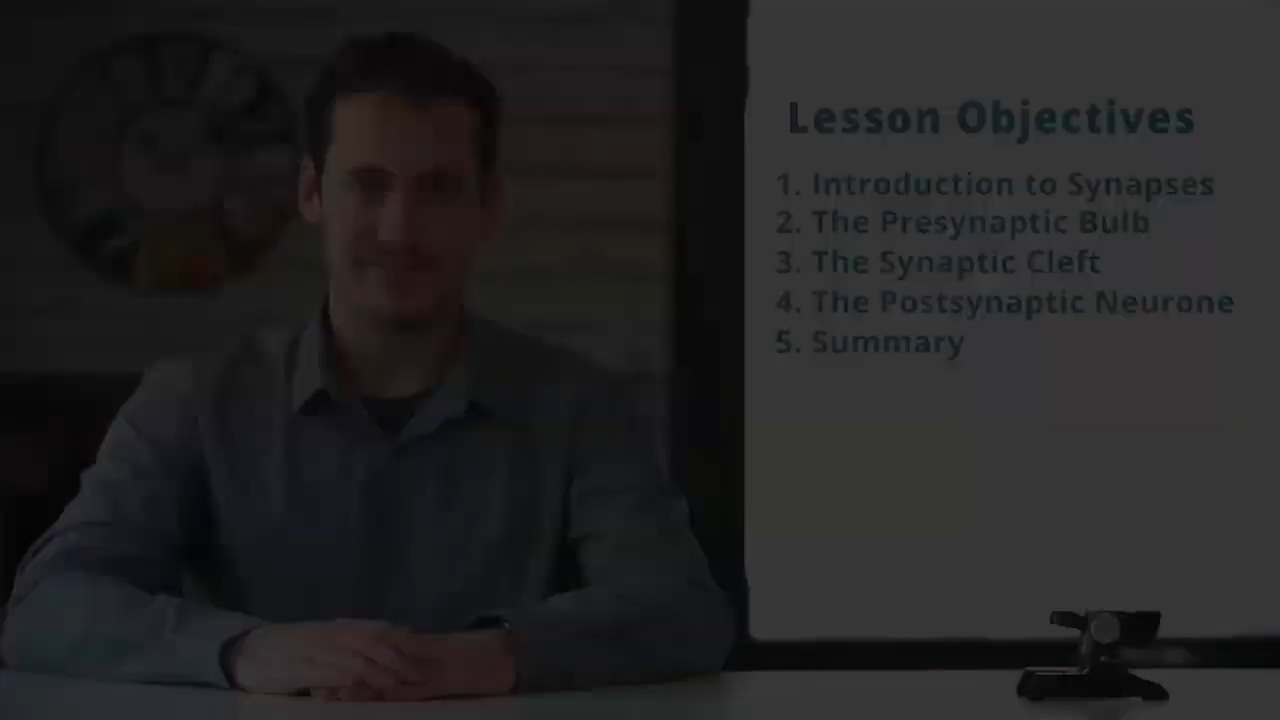 Lesson Objectives
1. Introduction to Synapses
2. The Presynaptic Bulb
3. The Synaptic Cleft
4. The Postsynaptic Neurone
5. Summary